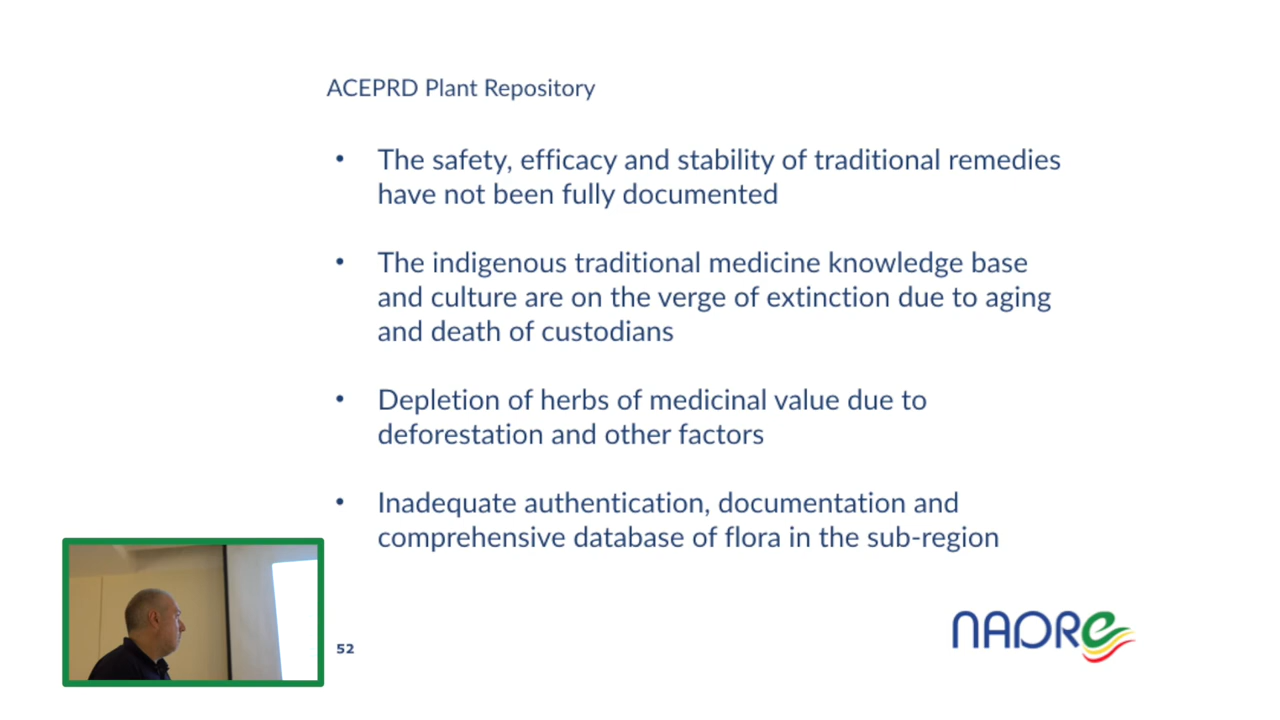 ACEPRD Plant Repository
• The safety, efficacy and stability of traditional remedies
have not been fully documented
• The indigenous traditional medicine knowledge base
and culture are on the verge of extinction due to aging
and death of custodians
• Depletion of herbs of medicinal value due to
deforestation and other factors
• Inadequate authentication, documentation and
comprehensive database of flora in the sub-region
52
NADRe